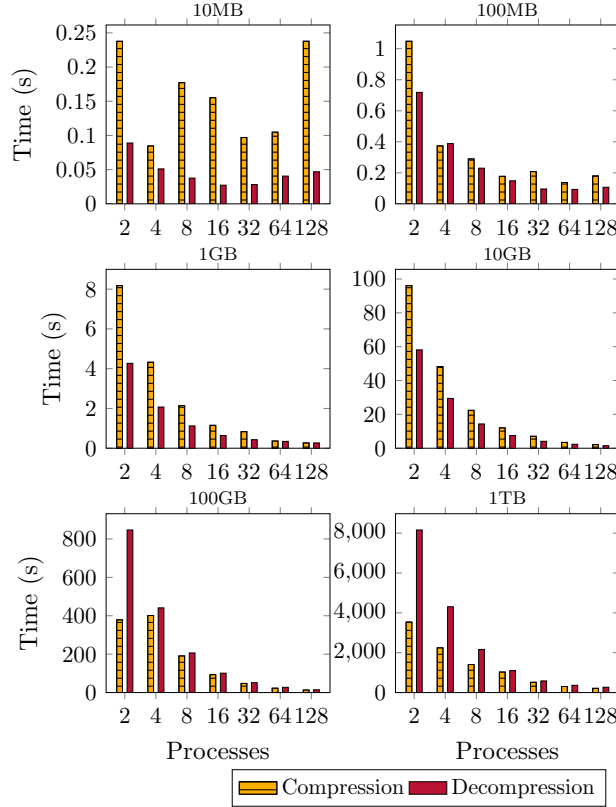 10MB
100MB
Time (s)
0.25
0.2
0.15
0.1
0.05
0
1
0.8
0.6
0.4
0.2
0
2 4 8 16 32 64 128
2 4 8 16 32 64 128
1GB
10GB
Time (s)
8
6
4
2
0
100
80
60
40
20
0
2 4 8 16 32 64 128
2 4 8 16 32 64 128
100GB
1TB
Time (s)
800
600
400
200
0
8,000
6,000
4,000
2,000
0
2 4 8 16 32 64 128
2 4 8 16 32 64 128
Processes
Processes
Compression Decompression